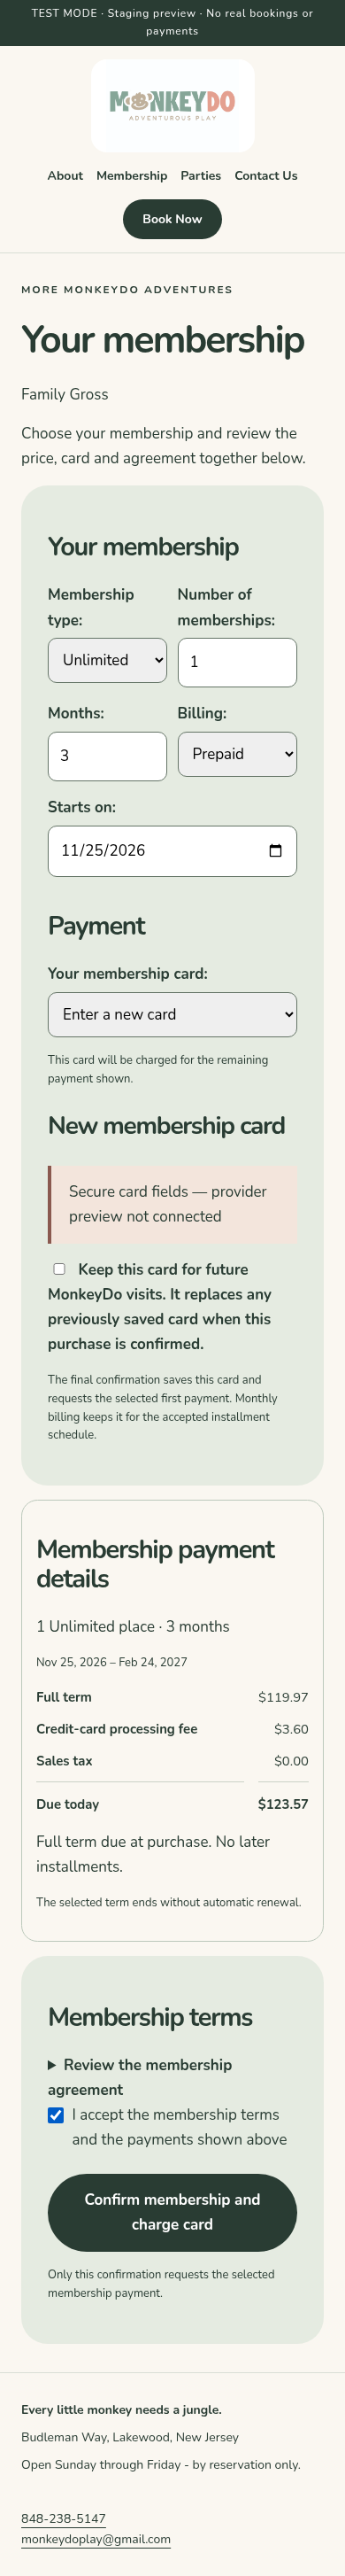 TEST MODE · Staging preview · No real bookings or
payments
MONKEYDO
ADVENTUROUS PLAY
About Membership Parties Contact Us
Book Now
MORE MONKEYDO ADVENTURES
Your membership
Family Gross
Choose your membership and review the
price, card and agreement together below.
Your membership
Membership
type:
Number of
memberships:
Unlimited
1
Months:
Billing:
3
Prepaid
Starts on:
11/25/2026
Payment
Your membership card:
Enter a new card
This card will be charged for the remaining
payment shown.
New membership card
Secure card fields — provider
preview not connected
Keep this card for future
MonkeyDo visits. It replaces any
previously saved card when this
purchase is confirmed.
The final confirmation saves this card and
requests the selected first payment. Monthly
billing keeps it for the accepted installment
schedule.
Membership payment
details
1 Unlimited place · 3 months
Nov 25, 2026 – Feb 24, 2027
Full term $119.97
Credit-card processing fee $3.60
Sales tax $0.00
Due today $123.57
Full term due at purchase. No later
installments.
The selected term ends without automatic renewal.
Membership terms
Review the membership
agreement
I accept the membership terms
and the payments shown above
Confirm membership and
charge card
Only this confirmation requests the selected
membership payment.
Every little monkey needs a jungle.
Budleman Way, Lakewood, New Jersey
Open Sunday through Friday - by reservation only.
848-238-5147
monkeydoplay@gmail.com